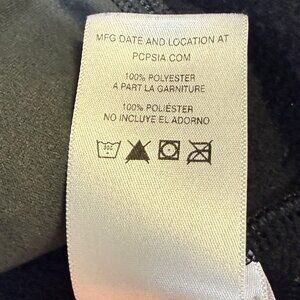 MFG DATE AND LOCATION AT
PCPSIA.COM
100% POLYESTER
A PART LA GARNITURE
100% POLIÉSTER
NO INCLUYE EL ADORNO